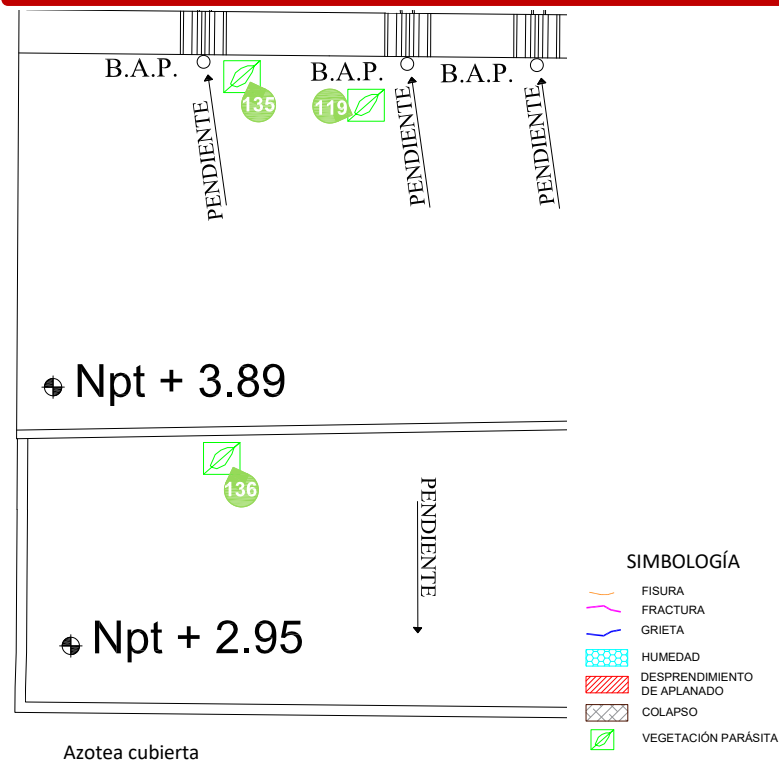 B.A.P.
B.A.P.
B.A.P.
135
119
PENDIENTE
PENDIENTE
PENDIENTE
Npt + 3.89
136
PENDIENTE
Npt + 2.95
SIMBOLOGÍA
FISURA
FRACTURA
GRIETA
HUMEDAD
DESPRENDIMIENTO
DE APLANADO
COLAPSO
VEGETACIÓN PARÁSITA
Azotea cubierta